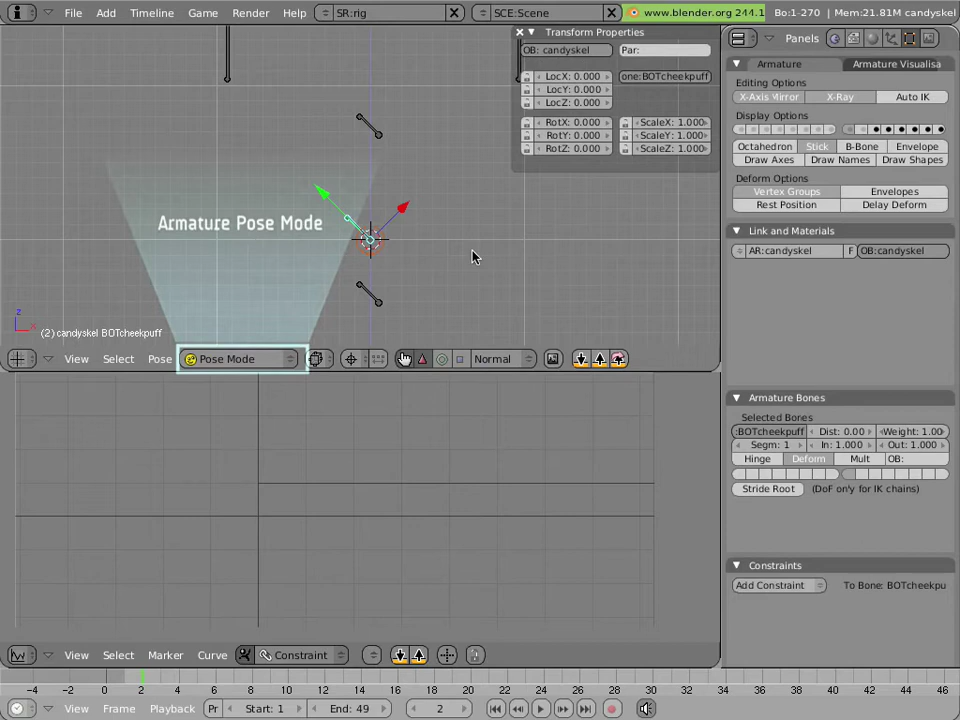 File Add Timeline Game Render Help SR:rig SCE:Scene www.blender.org 244.1 Bo:1-270 | Mem:21.81M candyskel
Transform Properties
OB: candyskel Par:
LocX: 0.000 one:BOTcheekpuff
LocY: 0.000
LocZ: 0.000
RotX: 0.000 ScaleX: 1.000
RotY: 0.000 ScaleY: 1.000
RotZ: 0.000 ScaleZ: 1.000
Armature Pose Mode
z
x
(2) candyskel BOTcheekpuff
View Select Pose Pose Mode Normal
Panels
Armature Armature Visualisa
Editing Options
X-Axis Mirror X-Ray Auto IK
Display Options
Octahedron Stick B-Bone Envelope
Draw Axes Draw Names Draw Shapes
Deform Options
Vertex Groups Envelopes
Rest Position Delay Deform
Link and Materials
AR:candyskel F OB:candyskel
Armature Bones
Selected Bones
:BOTcheekpuff Dist: 0.00 Weight: 1.00
Segm: 1 In: 1.000 Out: 1.000
Hinge Deform Mult OB:
Stride Root (DoF only for IK chains)
Constraints
Add Constraint To Bone: BOTcheekpu
View Select Marker Curve Constraint
-4 -2 0 2 4 6 8 10 12 14 16 18 20 22 24 26 28 30 32 34 36 38 40 42 44 46
View Frame Playback Pr Start: 1 End: 49 2